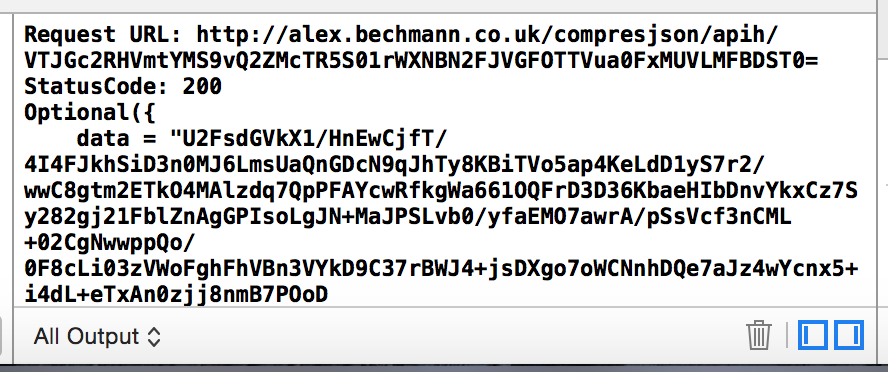 Request URL: http://alex.bechmann.co.uk/compresjson/apih/
VTJGc2RHVmtYMS9vQ2ZMcTR5S01rWXNBN2FJVGFOTTVua0FxMUVLMFBDST0=
StatusCode: 200
Optional({
    data = "U2FsdGVkX1/HnEwCjfT/
4I4FJkhSiD3n0MJ6LmsUaQnGDcN9qJhTy8KBiTVo5ap4KeLdD1yS7r2/
wwC8gtm2ETkO4MAlzdq7QpPFAYcwRfkgWa661OQFrD3D36KbaeHIbDnvYkxCz7S
y282gj21FblZnAgGPIsoLgJN+MaJPSLvb0/yfaEMO7awrA/pSsVcf3nCML
+02CgNwwppQo/
0F8cLi03zVWoFghFhVBn3VYkD9C37rBWJ4+jsDXgo7oWCNnhDQe7aJz4wYcnx5+
i4dL+eTxAn0zjj8nmB7POoD
All Output